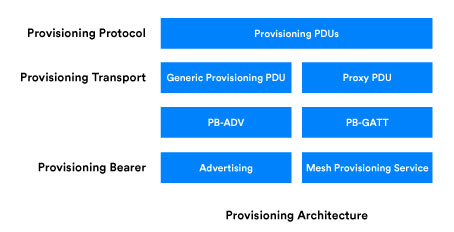 Provisioning Protocol
Provisioning PDUs
Provisioning Transport
Generic Provisioning PDU
Proxy PDU
PB-ADV
PB-GATT
Provisioning Bearer
Advertising
Mesh Provisioning Service
Provisioning Architecture